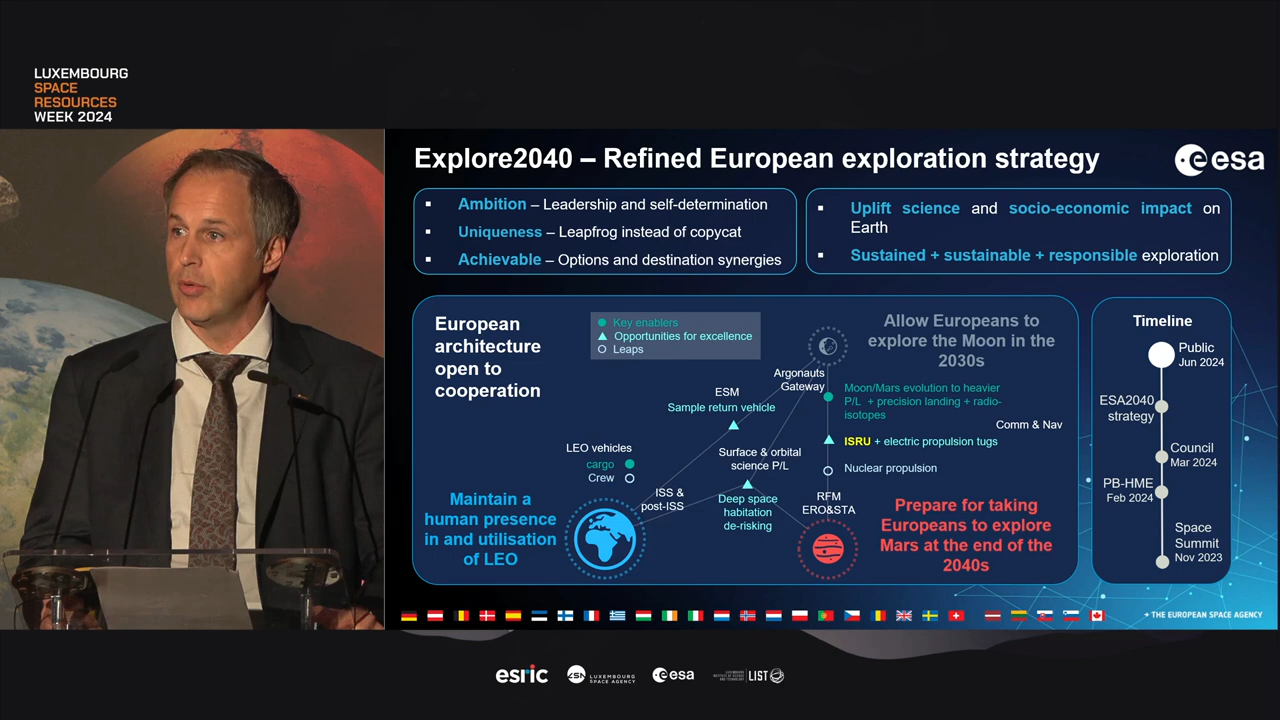 LUXEMBOURG
SPACE
RESOURCES
WEEK 2024
Explore2040 – Refined European exploration strategy
esa
▪ Ambition – Leadership and self-determination
▪ Uniqueness – Leapfrog instead of copycat
▪ Achievable – Options and destination synergies
▪ Uplift science and socio-economic impact on
Earth
▪ Sustained + sustainable + responsible exploration
European
architecture
open to
cooperation
Key enablers
Opportunities for excellence
Leaps
Allow Europeans to
explore the Moon in the
2030s
Argonauts
Gateway
ESM
Sample return vehicle
Moon/Mars evolution to heavier
P/L + precision landing + radio-
isotopes
Comm & Nav
ISRU + electric propulsion tugs
LEO vehicles
cargo
Crew
Surface & orbital
science P/L
Nuclear propulsion
ISS &
post-ISS
Deep space
habitation
de-risking
RFM
ERO&STA
Maintain a
human presence
in and utilisation
of LEO
Prepare for taking
Europeans to explore
Mars at the end of the
2040s
Timeline
Public
Jun 2024
ESA2040
strategy
Council
Mar 2024
PB-HME
Feb 2024
Space
Summit
Nov 2023
→ THE EUROPEAN SPACE AGENCY
esric
LSA LUXEMBOURG
SPACE AGENCY
esa
LIST